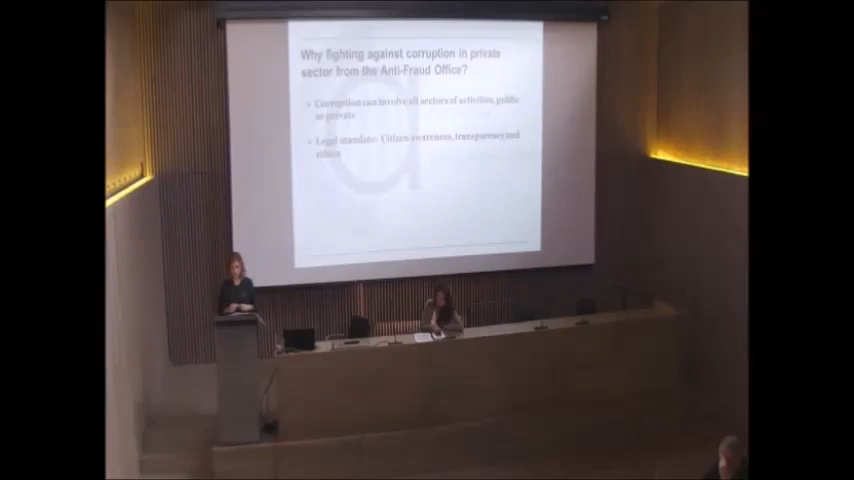 Why fighting against corruption in private
sector from the Anti-Fraud Office?
➢ Corruption can involve all sectors of activities, public
or private
➢ Legal mandate: Citizen awareness, transparency and
ethics